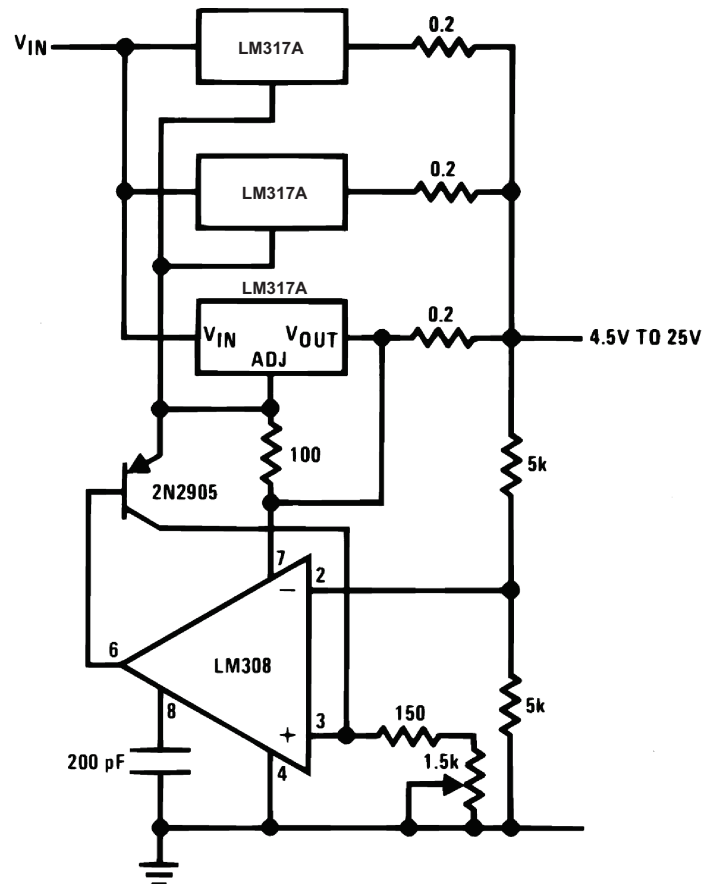 LM317A
0.2
VIN
0.2
LM317A
LM317A
0.2
VIN
VOUT
ADJ
4.5V TO 25V
100
5k
2N2905
7
2
−
6
LM308
8
+
3
150
5k
1.5k
200 pF
4